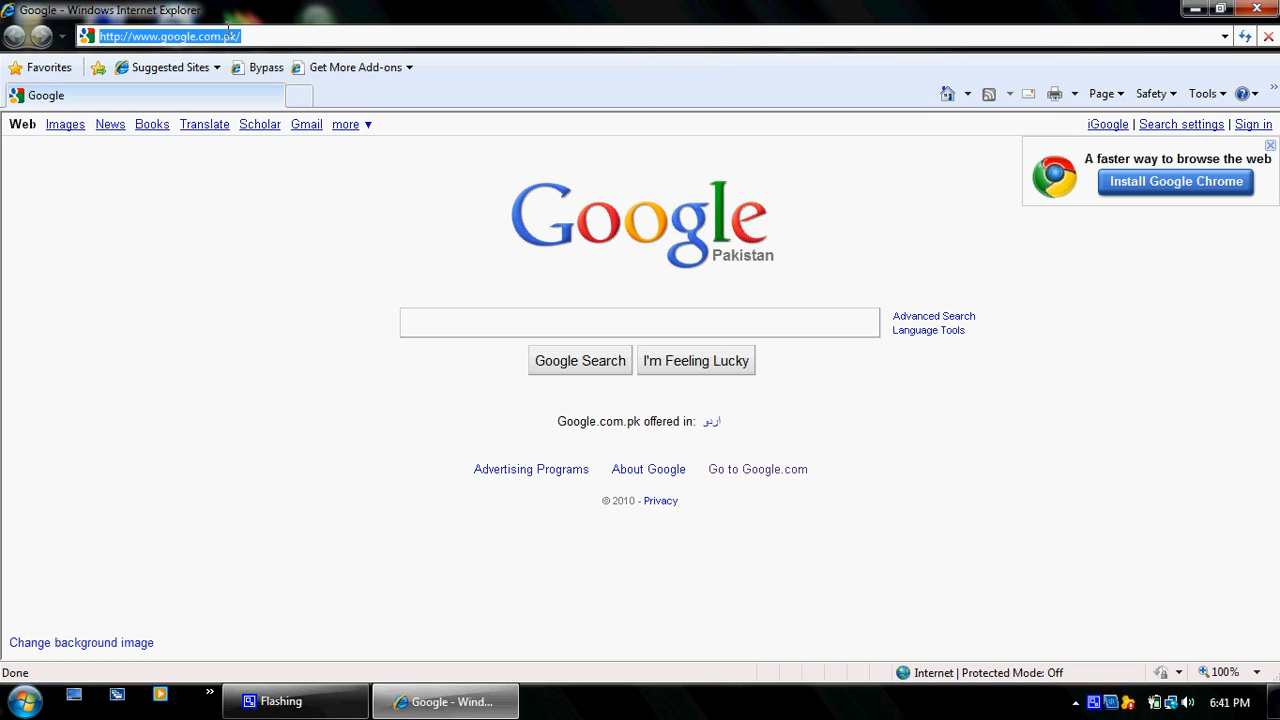 Google - Windows Internet Explorer
http://www.google.com.pk/
Favorites Suggested Sites Bypass Get More Add-ons
Google Page Safety Tools
Web Images News Books Translate Scholar Gmail more ▼ iGoogle | Search settings | Sign in
A faster way to browse the web
Install Google Chrome
Google
Pakistan
Advanced Search
Language Tools
Google Search I'm Feeling Lucky
Google.com.pk offered in: اردو
Advertising Programs About Google Go to Google.com
© 2010 - Privacy
Change background image
Done Internet | Protected Mode: Off 100%
Flashing Google - Wind... 6:41 PM